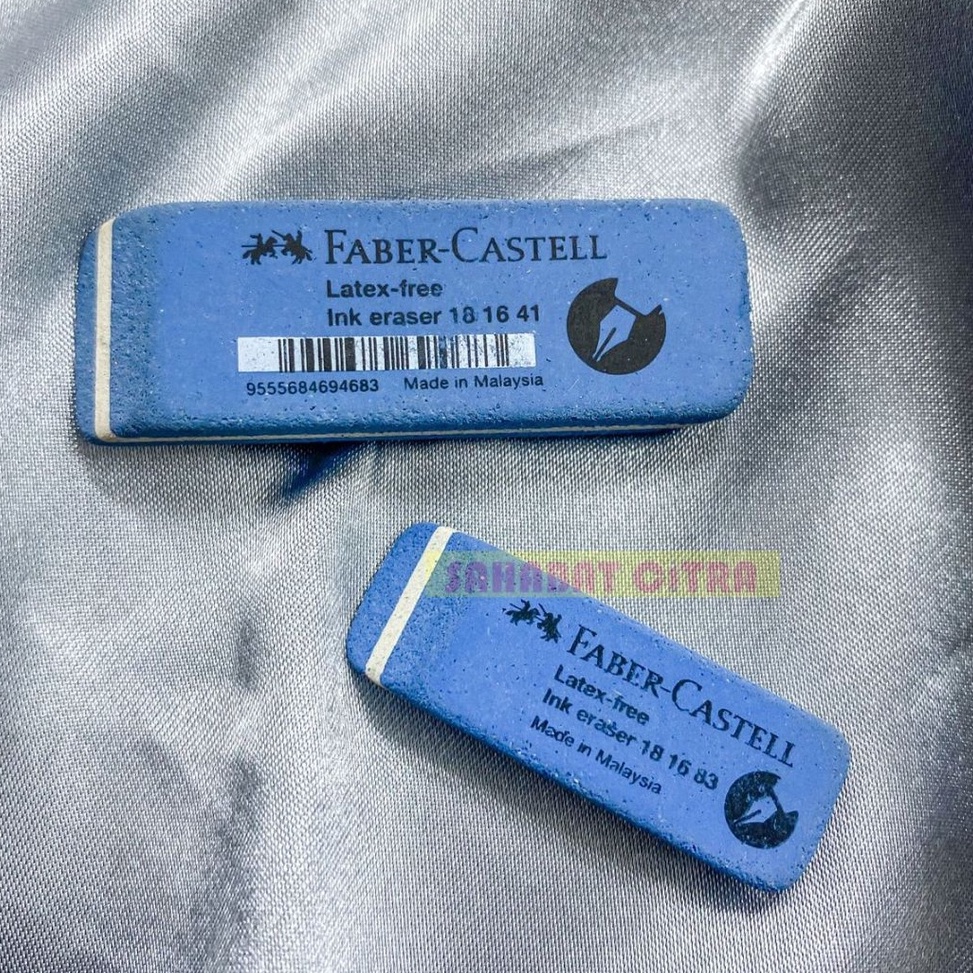 FABER-CASTELL
Latex-free
Ink eraser 18 16 41
9555684694683 Made in Malaysia
SAHABAT CiTRA
FABER-CASTELL
Latex-free
Ink eraser 18 16 83
Made in Malaysia